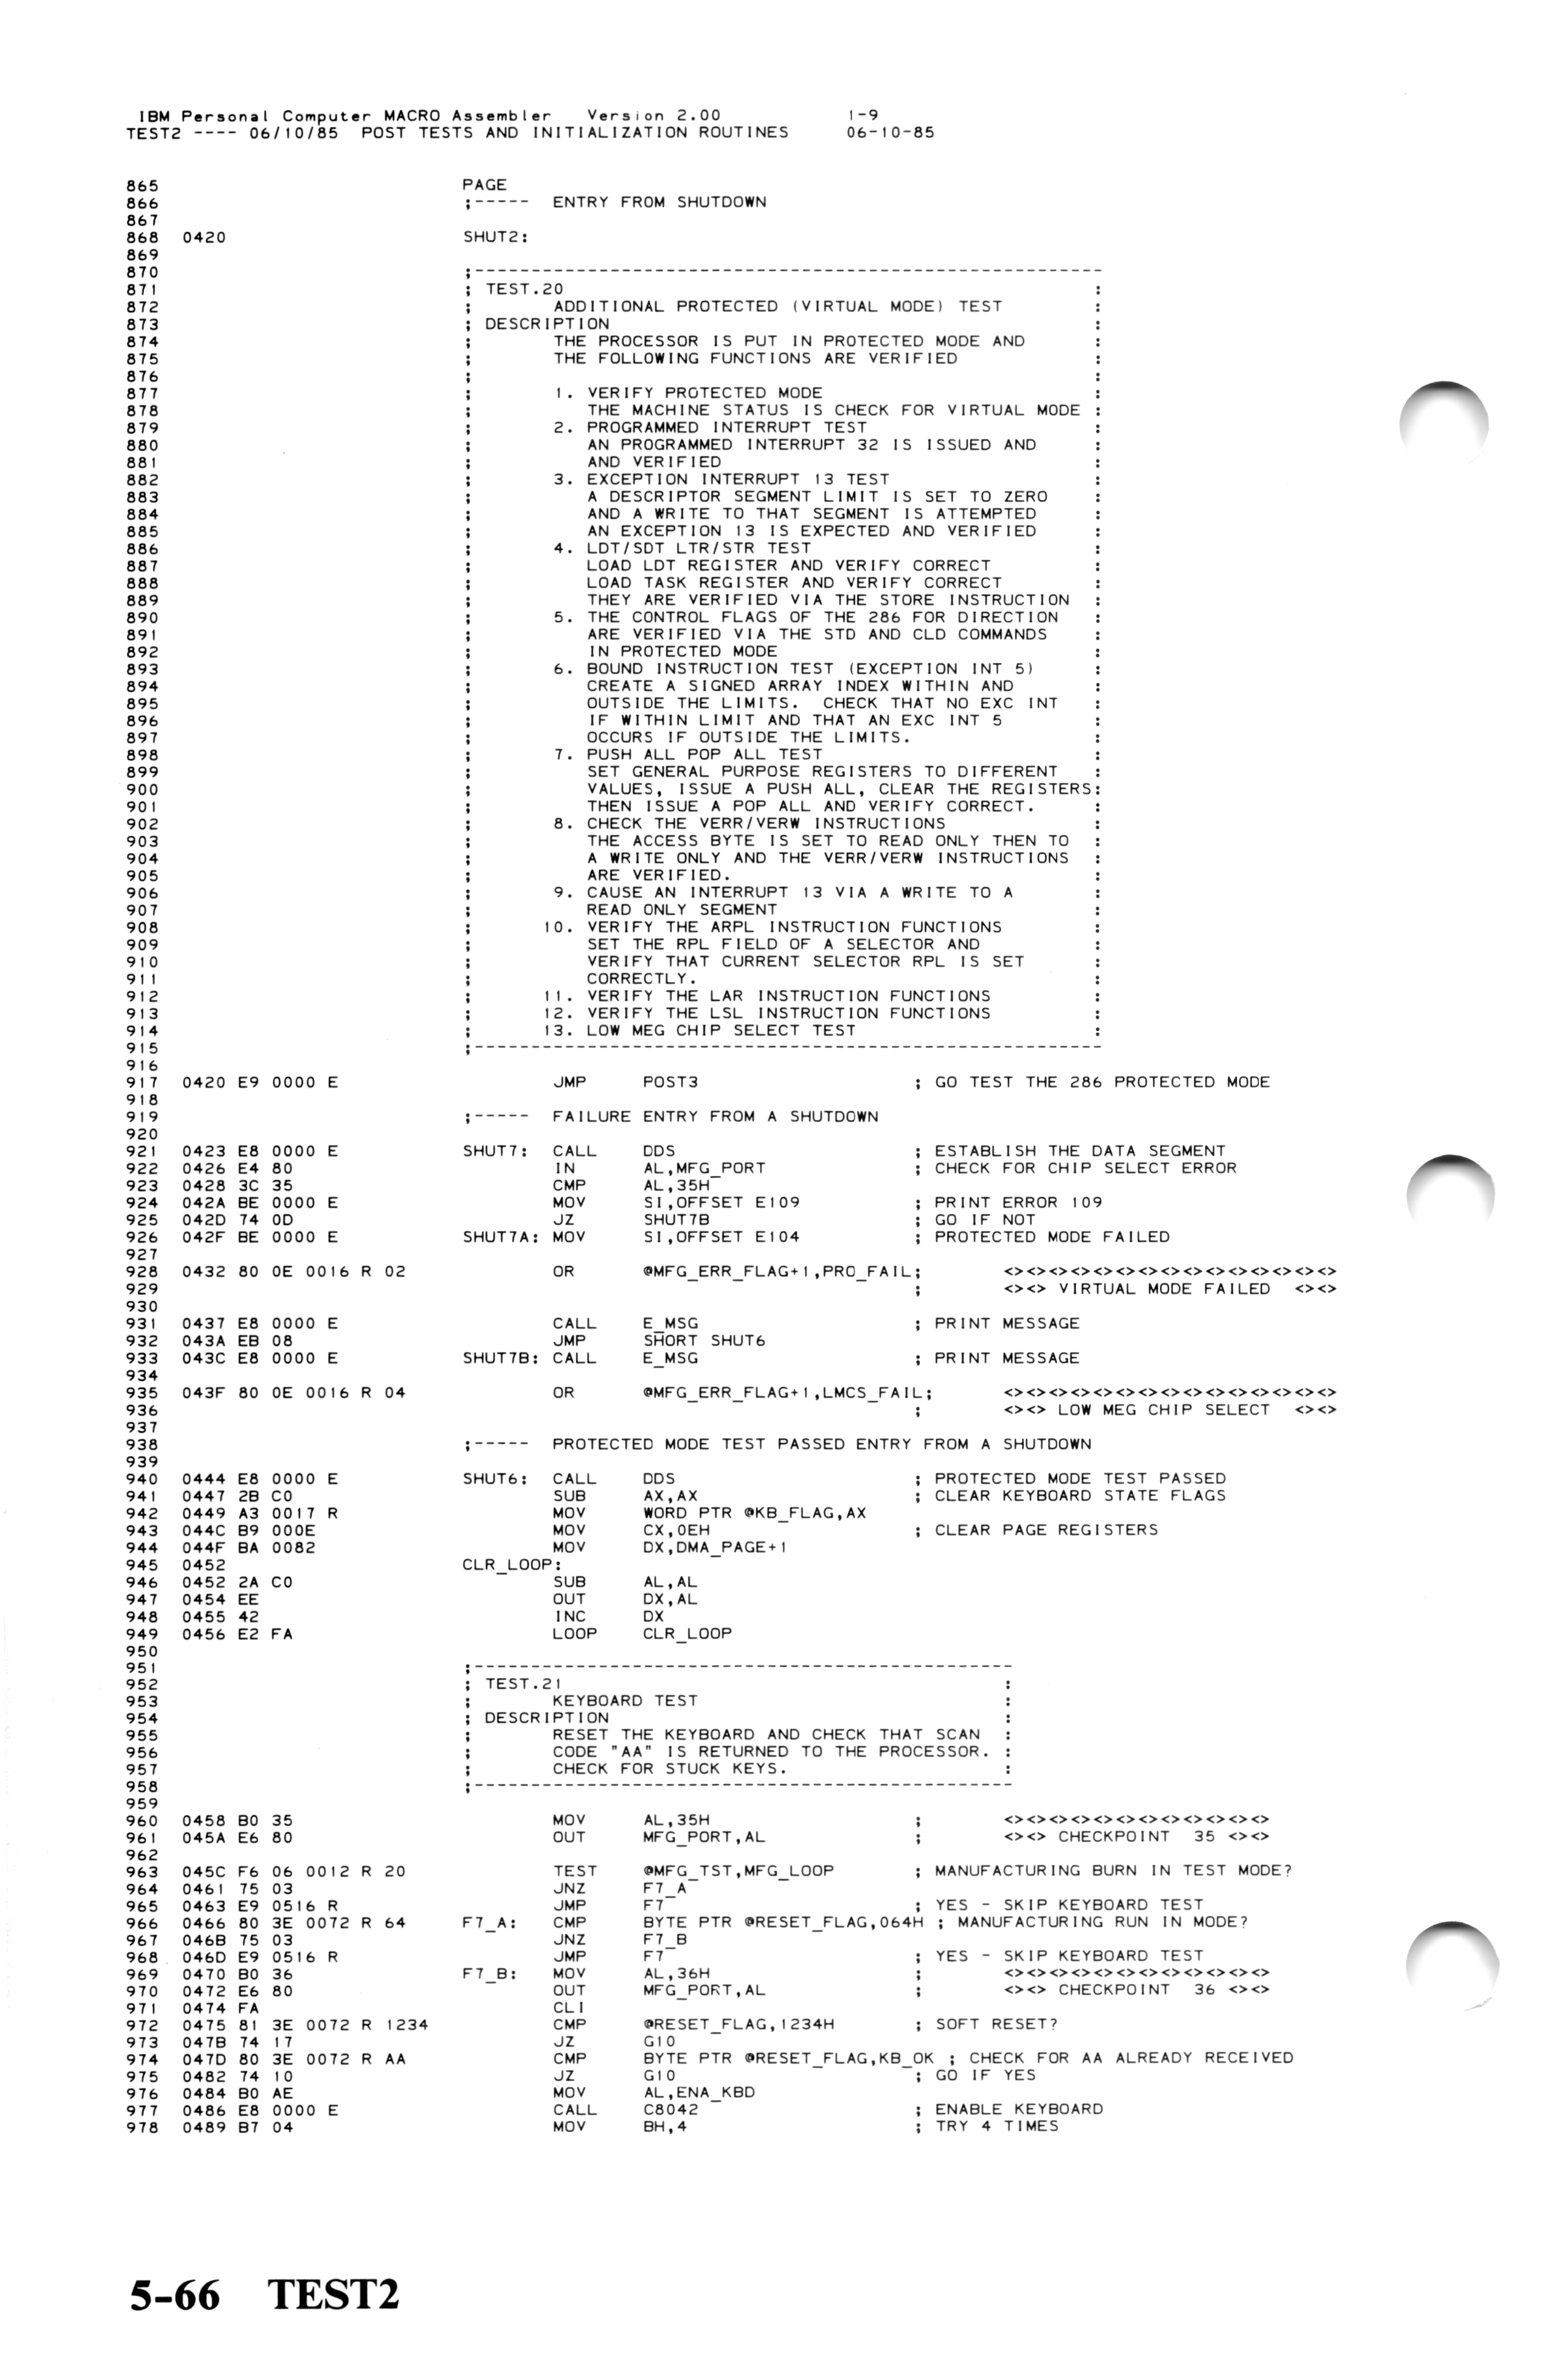 IBM Personal Computer MACRO Assembler   Version 2.00          1-9
TEST2 ---- 06/10/85  POST TESTS AND INITIALIZATION ROUTINES   06-10-85
865                              PAGE
866                              ;-----  ENTRY FROM SHUTDOWN
867
868  0420                        SHUT2:
869
870                              ;--------------------------------------------------------
871                              ; TEST.20                                                :
872                              ;       ADDITIONAL PROTECTED (VIRTUAL MODE) TEST         :
873                              ; DESCRIPTION                                            :
874                              ;       THE PROCESSOR IS PUT IN PROTECTED MODE AND       :
875                              ;       THE FOLLOWING FUNCTIONS ARE VERIFIED             :
876                              ;                                                        :
877                              ;       1. VERIFY PROTECTED MODE                         :
878                              ;          THE MACHINE STATUS IS CHECK FOR VIRTUAL MODE  :
879                              ;       2. PROGRAMMED INTERRUPT TEST                     :
880                              ;          AN PROGRAMMED INTERRUPT 32 IS ISSUED AND      :
881                              ;          AND VERIFIED                                  :
882                              ;       3. EXCEPTION INTERRUPT 13 TEST                   :
883                              ;          A DESCRIPTOR SEGMENT LIMIT IS SET TO ZERO     :
884                              ;          AND A WRITE TO THAT SEGMENT IS ATTEMPTED      :
885                              ;          AN EXCEPTION 13 IS EXPECTED AND VERIFIED      :
886                              ;       4. LDT/SDT LTR/STR TEST                          :
887                              ;          LOAD LDT REGISTER AND VERIFY CORRECT          :
888                              ;          LOAD TASK REGISTER AND VERIFY CORRECT         :
889                              ;          THEY ARE VERIFIED VIA THE STORE INSTRUCTION   :
890                              ;       5. THE CONTROL FLAGS OF THE 286 FOR DIRECTION    :
891                              ;          ARE VERIFIED VIA THE STD AND CLD COMMANDS     :
892                              ;          IN PROTECTED MODE                             :
893                              ;       6. BOUND INSTRUCTION TEST (EXCEPTION INT 5)      :
894                              ;          CREATE A SIGNED ARRAY INDEX WITHIN AND        :
895                              ;          OUTSIDE THE LIMITS.  CHECK THAT NO EXC INT    :
896                              ;          IF WITHIN LIMIT AND THAT AN EXC INT 5         :
897                              ;          OCCURS IF OUTSIDE THE LIMITS.                 :
898                              ;       7. PUSH ALL POP ALL TEST                         :
899                              ;          SET GENERAL PURPOSE REGISTERS TO DIFFERENT    :
900                              ;          VALUES, ISSUE A PUSH ALL, CLEAR THE REGISTERS:
901                              ;          THEN ISSUE A POP ALL AND VERIFY CORRECT.      :
902                              ;       8. CHECK THE VERR/VERW INSTRUCTIONS              :
903                              ;          THE ACCESS BYTE IS SET TO READ ONLY THEN TO   :
904                              ;          A WRITE ONLY AND THE VERR/VERW INSTRUCTIONS   :
905                              ;          ARE VERIFIED.                                 :
906                              ;       9. CAUSE AN INTERRUPT 13 VIA A WRITE TO A        :
907                              ;          READ ONLY SEGMENT                             :
908                              ;      10. VERIFY THE ARPL INSTRUCTION FUNCTIONS         :
909                              ;          SET THE RPL FIELD OF A SELECTOR AND           :
910                              ;          VERIFY THAT CURRENT SELECTOR RPL IS SET       :
911                              ;          CORRECTLY.                                    :
912                              ;      11. VERIFY THE LAR INSTRUCTION FUNCTIONS          :
913                              ;      12. VERIFY THE LSL INSTRUCTION FUNCTIONS          :
914                              ;      13. LOW MEG CHIP SELECT TEST                      :
915                              ;--------------------------------------------------------
916
917  0420 E9 0000 E                      JMP     POST3                   ; GO TEST THE 286 PROTECTED MODE
918
919                              ;-----  FAILURE ENTRY FROM A SHUTDOWN
920
921  0423 E8 0000 E              SHUT7:  CALL    DDS                     ; ESTABLISH THE DATA SEGMENT
922  0426 E4 80                          IN      AL,MFG_PORT             ; CHECK FOR CHIP SELECT ERROR
923  0428 3C 35                          CMP     AL,35H
924  042A BE 0000 E                      MOV     SI,OFFSET E109          ; PRINT ERROR 109
925  042D 74 0D                          JZ      SHUT7B                  ; GO IF NOT
926  042F BE 0000 E              SHUT7A: MOV     SI,OFFSET E104          ; PROTECTED MODE FAILED
927
928  0432 80 0E 0016 R 02                OR      @MFG_ERR_FLAG+1,PRO_FAIL;       <><><><><><><><><><><><><><><>
929                                                                      ;       <><> VIRTUAL MODE FAILED  <><>
930
931  0437 E8 0000 E                      CALL    E_MSG                   ; PRINT MESSAGE
932  043A EB 08                          JMP     SHORT SHUT6
933  043C E8 0000 E              SHUT7B: CALL    E_MSG                   ; PRINT MESSAGE
934
935  043F 80 0E 0016 R 04                OR      @MFG_ERR_FLAG+1,LMCS_FAIL;      <><><><><><><><><><><><><><><>
936                                                                      ;       <><> LOW MEG CHIP SELECT  <><>
937
938                              ;-----  PROTECTED MODE TEST PASSED ENTRY FROM A SHUTDOWN
939
940  0444 E8 0000 E              SHUT6:  CALL    DDS                     ; PROTECTED MODE TEST PASSED
941  0447 2B C0                          SUB     AX,AX                   ; CLEAR KEYBOARD STATE FLAGS
942  0449 A3 0017 R                      MOV     WORD PTR @KB_FLAG,AX
943  044C B9 000E                        MOV     CX,0EH                  ; CLEAR PAGE REGISTERS
944  044F BA 0082                        MOV     DX,DMA_PAGE+1
945  0452                        CLR_LOOP:
946  0452 2A C0                          SUB     AL,AL
947  0454 EE                             OUT     DX,AL
948  0455 42                             INC     DX
949  0456 E2 FA                          LOOP    CLR_LOOP
950
951                              ;------------------------------------------------
952                              ; TEST.21                                        :
953                              ;       KEYBOARD TEST                            :
954                              ; DESCRIPTION                                    :
955                              ;       RESET THE KEYBOARD AND CHECK THAT SCAN   :
956                              ;       CODE "AA" IS RETURNED TO THE PROCESSOR.  :
957                              ;       CHECK FOR STUCK KEYS.                    :
958                              ;------------------------------------------------
959
960  0458 B0 35                          MOV     AL,35H                  ;       <><><><><><><><><><><><>
961  045A E6 80                          OUT     MFG_PORT,AL             ;       <><> CHECKPOINT  35 <><>
962
963  045C F6 06 0012 R 20                TEST    @MFG_TST,MFG_LOOP       ; MANUFACTURING BURN IN TEST MODE?
964  0461 75 03                          JNZ     F7_A
965  0463 E9 0516 R                      JMP     F7                      ; YES - SKIP KEYBOARD TEST
966  0466 80 3E 0072 R 64        F7_A:   CMP     BYTE PTR @RESET_FLAG,064H ; MANUFACTURING RUN IN MODE?
967  046B 75 03                          JNZ     F7_B
968  046D E9 0516 R                      JMP     F7                      ; YES - SKIP KEYBOARD TEST
969  0470 B0 36                  F7_B:   MOV     AL,36H                  ;       <><><><><><><><><><><><>
970  0472 E6 80                          OUT     MFG_PORT,AL             ;       <><> CHECKPOINT  36 <><>
971  0474 FA                             CLI
972  0475 81 3E 0072 R 1234              CMP     @RESET_FLAG,1234H       ; SOFT RESET?
973  047B 74 17                          JZ      G10
974  047D 80 3E 0072 R AA                CMP     BYTE PTR @RESET_FLAG,KB_OK ; CHECK FOR AA ALREADY RECEIVED
975  0482 74 10                          JZ      G10                     ; GO IF YES
976  0484 B0 AE                          MOV     AL,ENA_KBD
977  0486 E8 0000 E                      CALL    C8042                   ; ENABLE KEYBOARD
978  0489 B7 04                          MOV     BH,4                    ; TRY 4 TIMES
5-66   TEST2